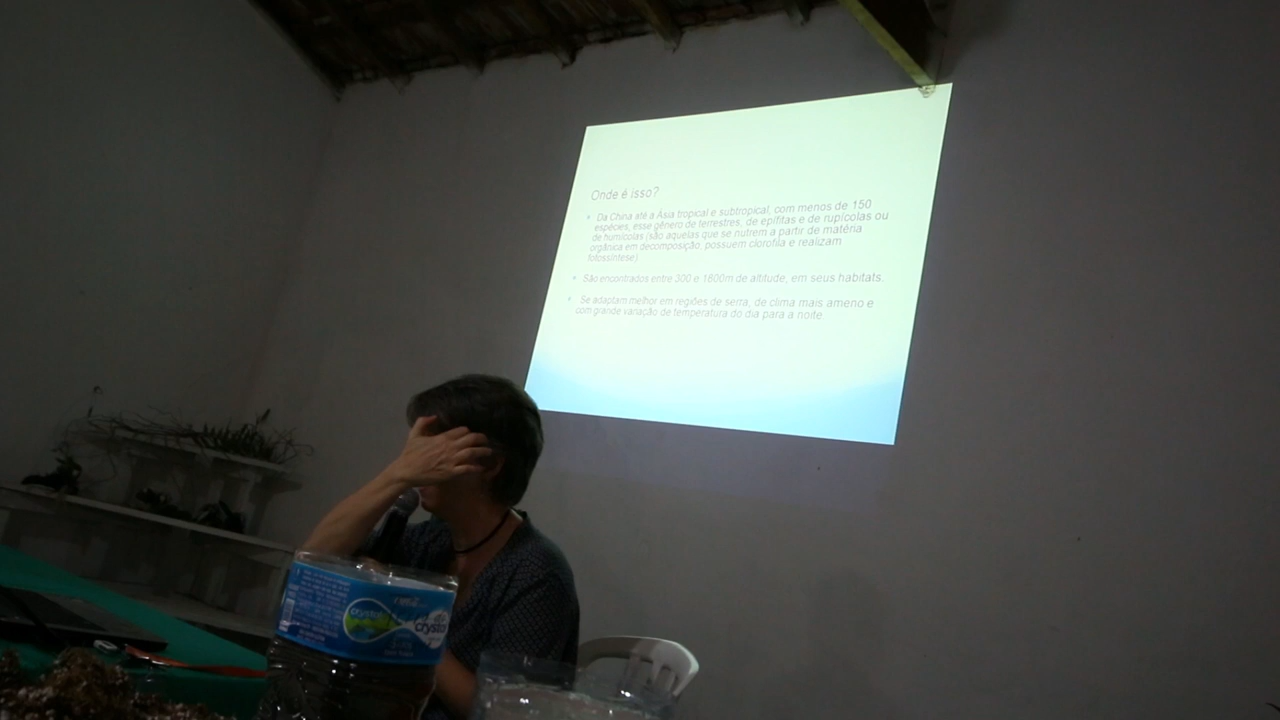 Onde é isso?
Da China até a Ásia tropical e subtropical, com menos de 150
espécies, esse gênero de terrestres, de epífitas e de rupícolas ou
de humícolas (são aquelas que se nutrem a partir de matéria
orgânica em decomposição; possuem clorofila e realizam
fotossíntese)
São encontrados entre 300 e 1800m de altitude, em seus habitats.
Se adaptam melhor em regiões de serra, de clima mais ameno e
com grande variação de temperatura do dia para a noite.
crystal
crystal